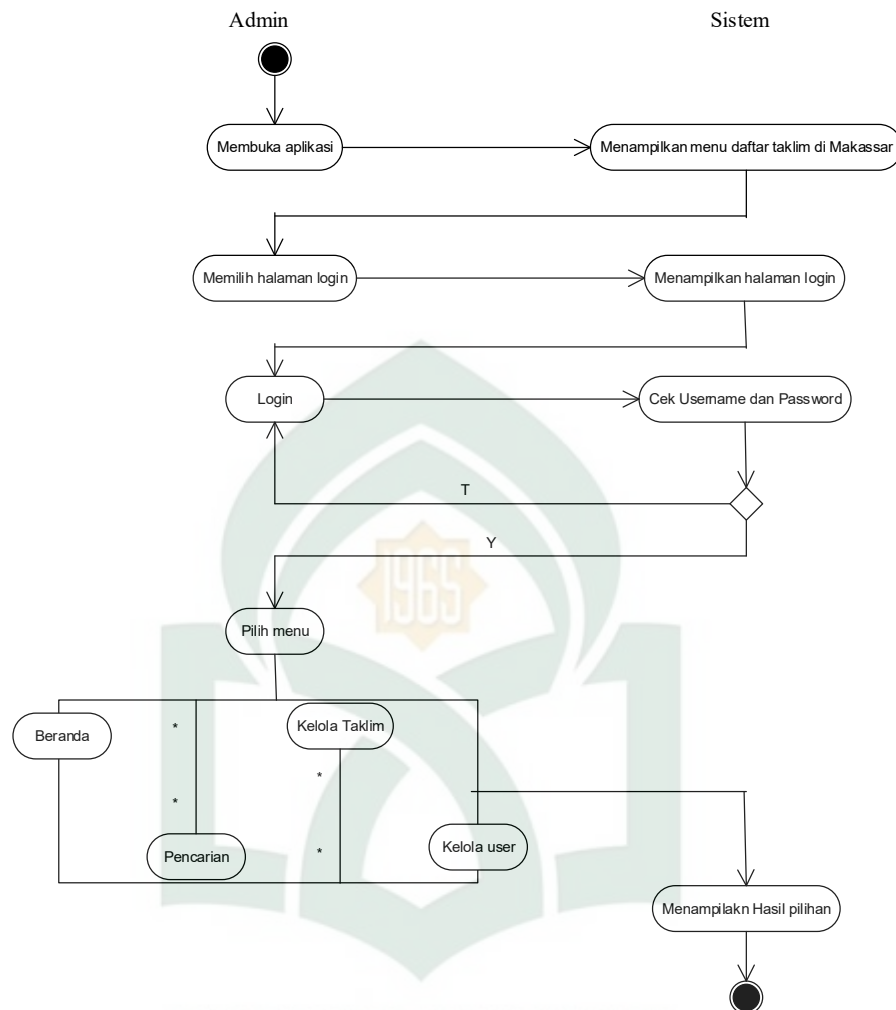 Admin
Sistem
Membuka aplikasi
Menampilkan menu daftar taklim di Makassar
Memilih halaman login
Menampilkan halaman login
Login
Cek Username dan Password
T
Y
1965
Pilih menu
Beranda
*
Kelola Taklim
*
*
Pencarian
*
Kelola user
Menampilakn Hasil pilihan